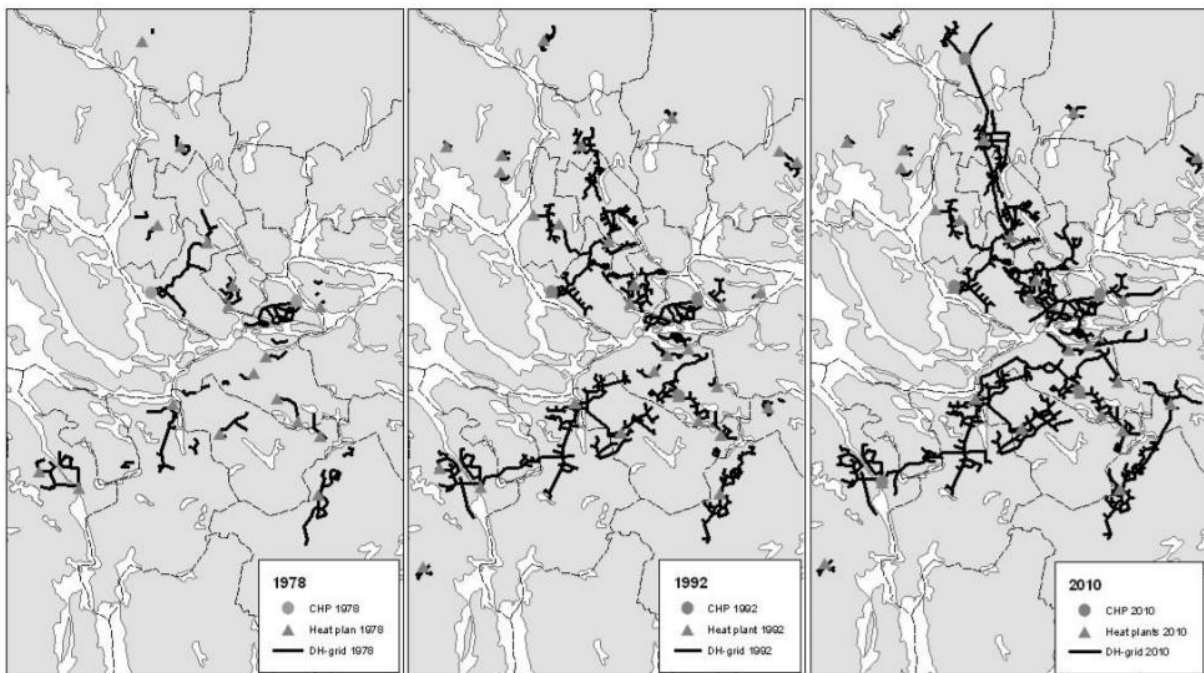 1978
CHP 1978
Heat plan 1978
DH-grid 1978
1992
CHP 1992
Heat plant 1992
DH-grid 1992
2010
CHP 2010
Heat plants 2010
DH-grid 2010